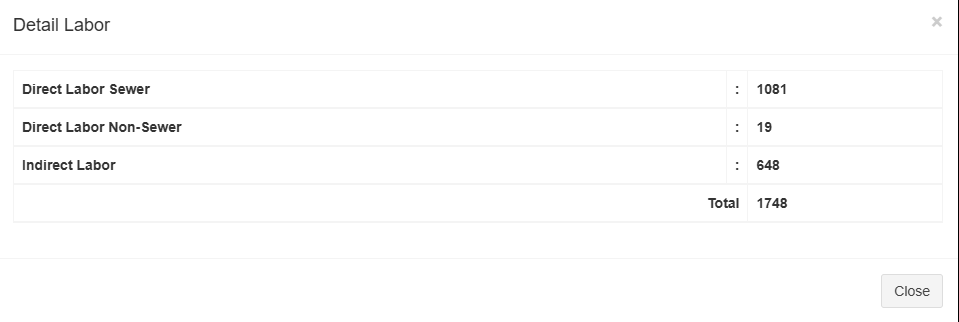 Detail Labor ×
Direct Labor Sewer : 1081
Direct Labor Non-Sewer : 19
Indirect Labor : 648
Total 1748
Close